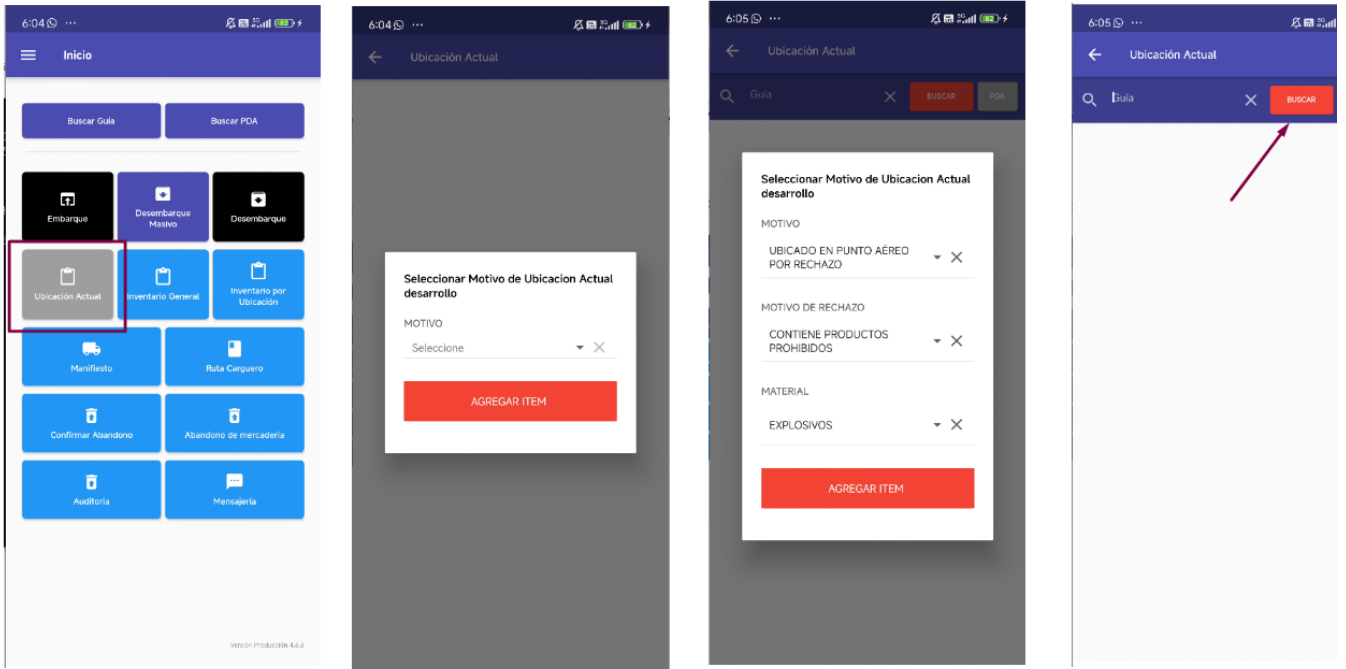 6:04 ...
82
Inicio
Buscar Guía
Buscar PDA
Embarque
Desembarque
Masivo
Desembarque
Ubicación Actual
Inventario General
Inventario por
Ubicación
Manifiesto
Ruta Carguero
Confirmar Abandono
Abandono de mercadería
Auditoría
Mensajería
Versión Producción
6:04 ...
82
Ubicación Actual
Seleccionar Motivo de Ubicacion Actual
desarrollo
MOTIVO
Seleccione
AGREGAR ITEM
6:05 ...
82
Ubicación Actual
Guía
BUSCAR
PDA
Seleccionar Motivo de Ubicacion Actual
desarrollo
MOTIVO
UBICADO EN PUNTO AÉREO
POR RECHAZO
MOTIVO DE RECHAZO
CONTIENE PRODUCTOS
PROHIBIDOS
MATERIAL
EXPLOSIVOS
AGREGAR ITEM
6:05 ...
Ubicación Actual
Guía
BUSCAR